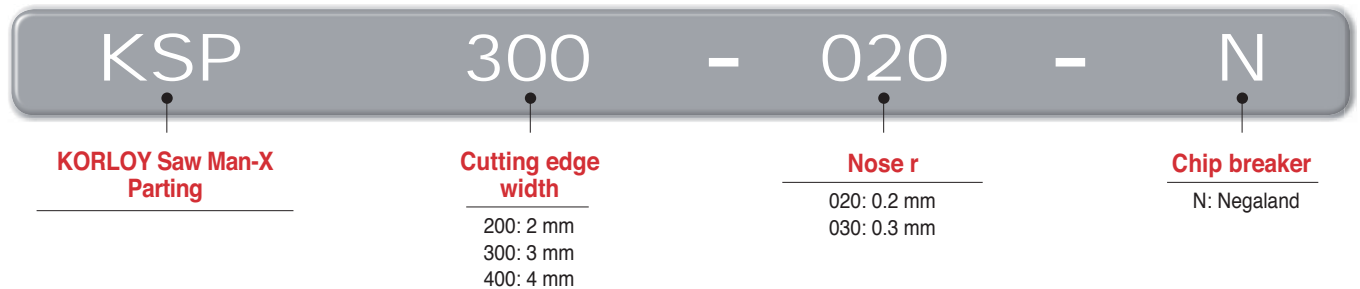 KSP 300 - 020 - N
KORLOY Saw Man-X
Parting
Cutting edge
width
200: 2 mm
300: 3 mm
400: 4 mm
Nose r
020: 0.2 mm
030: 0.3 mm
Chip breaker
N: Negaland